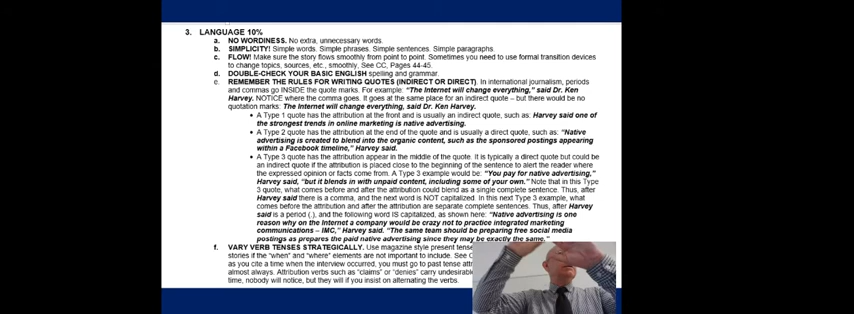 3. LANGUAGE 10%
a. NO WORDINESS. No extra, unnecessary words.
b. SIMPLICITY! Simple words. Simple phrases. Simple sentences. Simple paragraphs.
c. FLOW! Make sure the story flows smoothly from point to point. Sometimes you need to use formal transition devices
to change topics, sources, etc., smoothly, See CC, Pages 44-45.
d. DOUBLE-CHECK YOUR BASIC ENGLISH spelling and grammar.
e. REMEMBER THE RULES FOR WRITING QUOTES (INDIRECT OR DIRECT). In international journalism, periods
and commas go INSIDE the quote marks. For example: "The Internet will change everything," said Dr. Ken
Harvey. NOTICE where the comma goes. It goes at the same place for an indirect quote – but there would be no
quotation marks: The Internet will change everything, said Dr. Ken Harvey.
• A Type 1 quote has the attribution at the front and is usually an indirect quote, such as: Harvey said one of
the strongest trends in online marketing is native advertising.
• A Type 2 quote has the attribution at the end of the quote and is usually a direct quote, such as: "Native
advertising is created to blend into the organic content, such as the sponsored postings appearing
within a Facebook timeline," Harvey said.
• A Type 3 quote has the attribution appear in the middle of the quote. It is typically a direct quote but could be
an indirect quote if the attribution is placed close to the beginning of the sentence to alert the reader where
the expressed opinion or facts come from. A Type 3 example would be: "You pay for native advertising,"
Harvey said, "but it blends in with unpaid content, including some of your own." Note that in this Type
3 quote, what comes before and after the attribution could blend as a single complete sentence. Thus, after
Harvey said there is a comma, and the next word is NOT capitalized. In this next Type 3 example, what
comes before the attribution and after the attribution are separate complete sentences. Thus, after Harvey
said is a period (.), and the following word IS capitalized, as shown here: "Native advertising is one
reason why on the Internet a company would be crazy not to practice integrated marketing
communications – IMC," Harvey said. "The same team should be preparing free social media
postings as prepares the paid native advertising since they may be exactly the same."
f. VARY VERB TENSES STRATEGICALLY. Use magazine style present tense
stories if the "when" and "where" elements are not important to include. See
as you cite a time when the interview occurred, you must go to past tense
almost always. Attribution verbs such as "claims" or "denies" carry
time, nobody will notice, but they will if you insist on alternating the verbs.